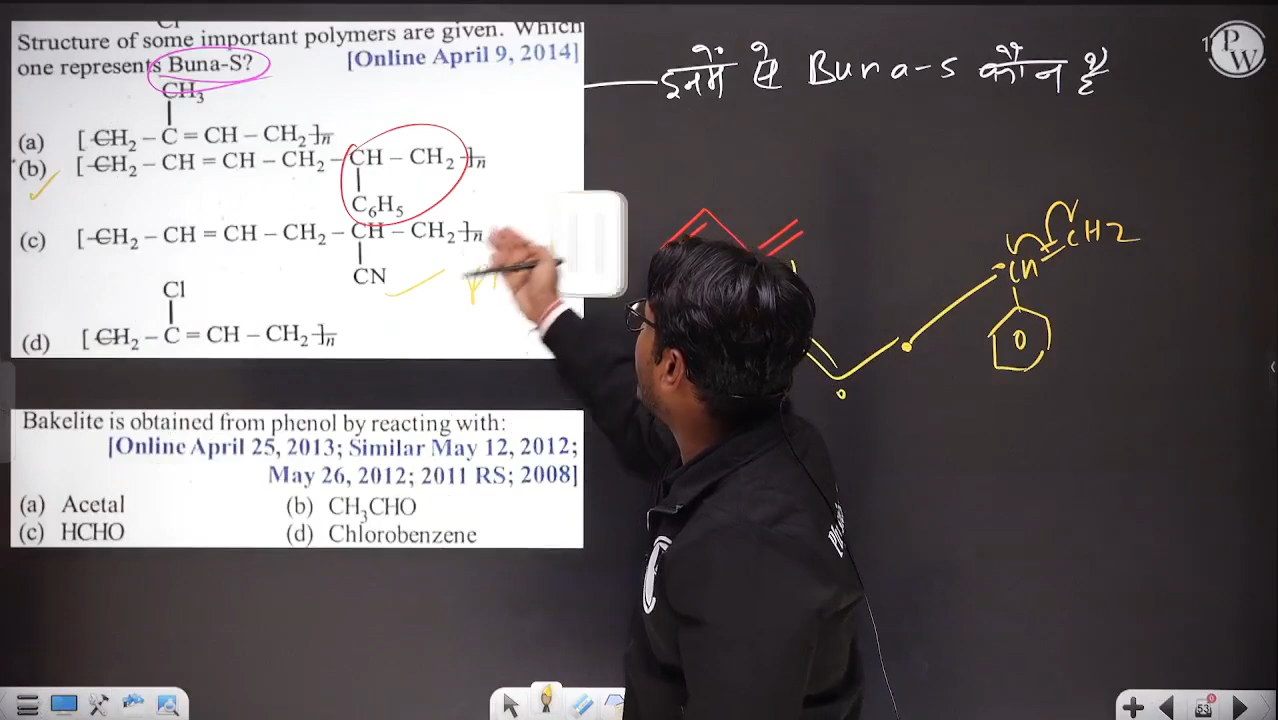 Structure of some important polymers are given. Which
one represents Buna-S? [Online April 9, 2014]
CH3
(a) [-CH2 – C = CH – CH2-]n
(b) [-CH2 – CH = CH – CH2 – CH – CH2-]n
C6H5
(c) [-CH2 – CH = CH – CH2 – CH – CH2-]n
CN
Cl
(d) [-CH2 – C = CH – CH2-]n
Bakelite is obtained from phenol by reacting with:
[Online April 25, 2013; Similar May 12, 2012;
May 26, 2012; 2011 RS; 2008]
(a) Acetal (b) CH3CHO
(c) HCHO (d) Chlorobenzene
इनमें से Buna-s कौन है
CH CH2
PW
53